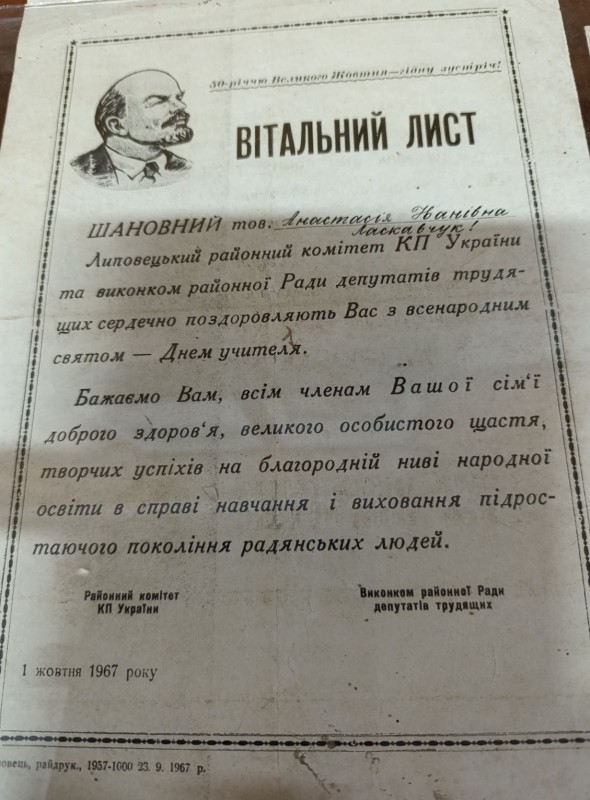 50-річчю Великого Жовтня—гідну зустріч!
ВІТАЛЬНИЙ ЛИСТ
ШАНОВНИЙ тов. Анастасія Іванівна
Ласкавчук!
Липовецький районний комітет КП України
та виконком районної Ради депутатів трудя-
щих сердечно поздоровляють Вас з всенародним
святом — Днем учителя.
Бажаємо Вам, всім членам Вашої сім'ї
доброго здоров'я, великого особистого щастя,
творчих успіхів на благородній ниві народної
освіти в справі навчання і виховання підрос-
таючого покоління радянських людей.
Районний комітет
КП України
Виконком районної Ради
депутатів трудящих
1 жовтня 1967 року
овець, райдрук., 1957-1000 23. 9. 1967 р.